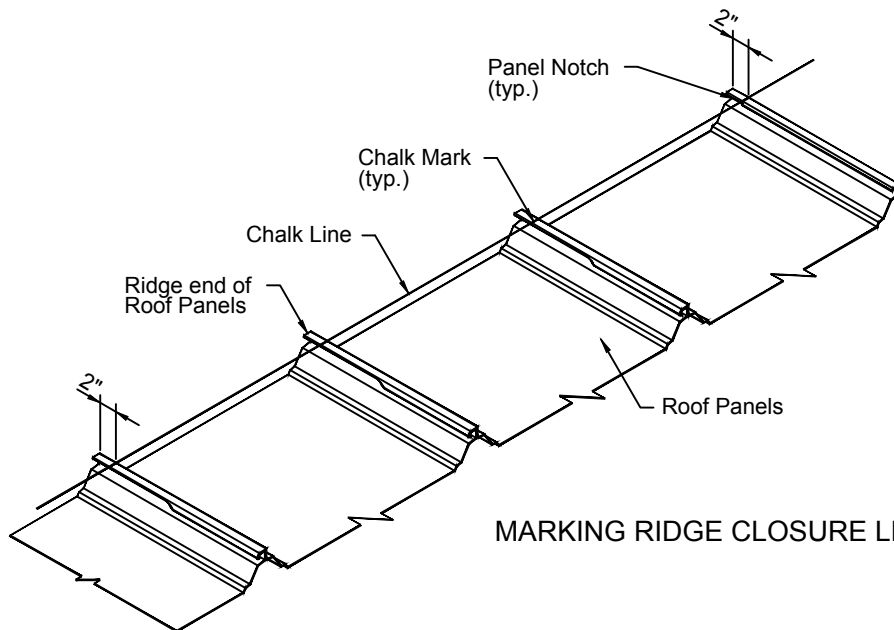 2"
Panel Notch
(typ.)
Chalk Mark
(typ.)
Chalk Line
Ridge end of
Roof Panels
2"
Roof Panels
MARKING RIDGE CLOSURE